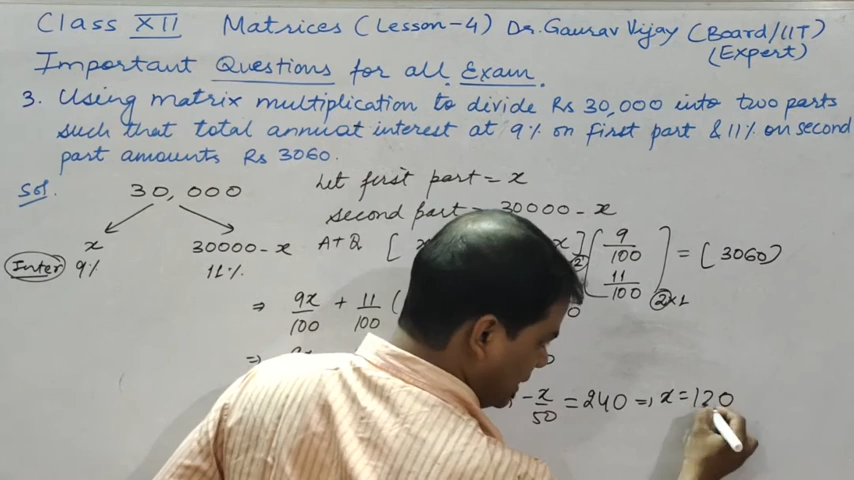 Class XII Matrices (Lesson-4) Dr. Gaurav Vijay (Board/IIT)
(Expert)
Important Questions for all Exam.
3. Using matrix multiplication to divide Rs 30,000 into two parts
such that total annual interest at 9% on first part & 11% on second
part amounts Rs 3060.
Sol. 30,000 Let first part = x
second part = 30000 - x
x 30000 - x A+Q [ x] [9/100 11/100] 2×1 = [3060]
Inter 9% 11%
⇒ 9x/100 + 11/100 (
⇒
-x/50 = 240 ⇒ x = 120